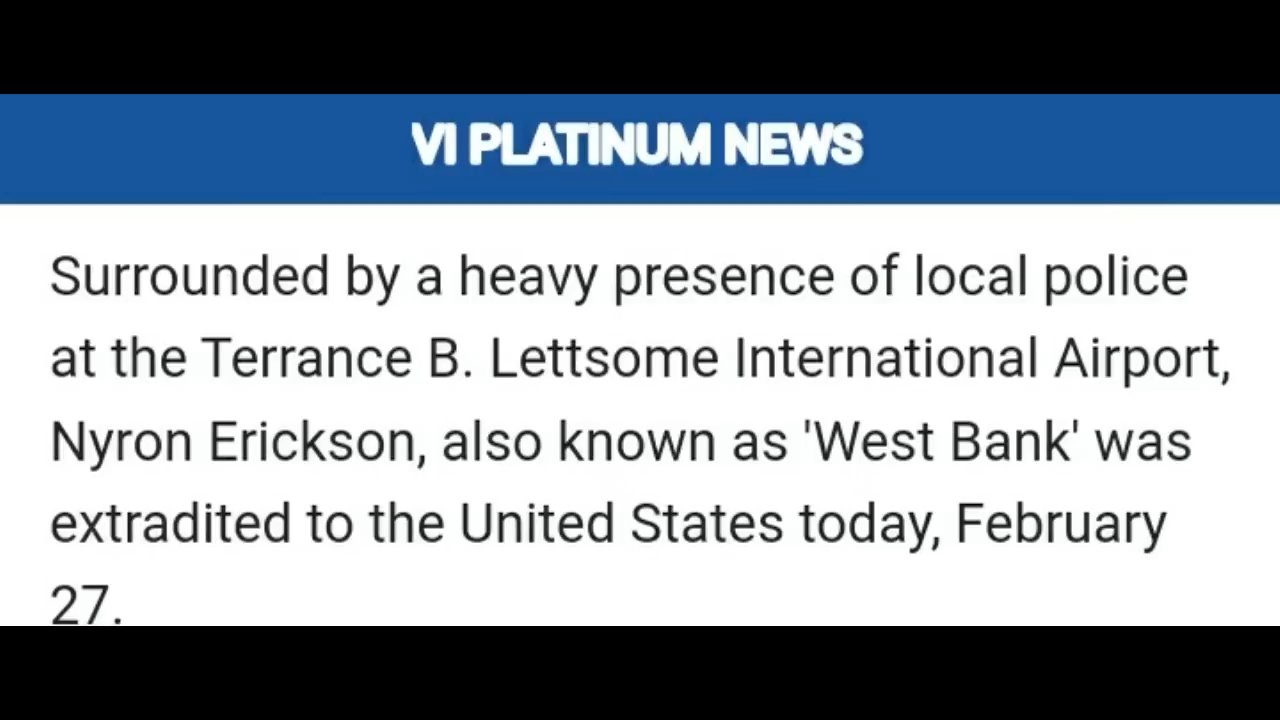 VI PLATINUM NEWS
Surrounded by a heavy presence of local police
at the Terrance B. Lettsome International Airport,
Nyron Erickson, also known as 'West Bank' was
extradited to the United States today, February
27.